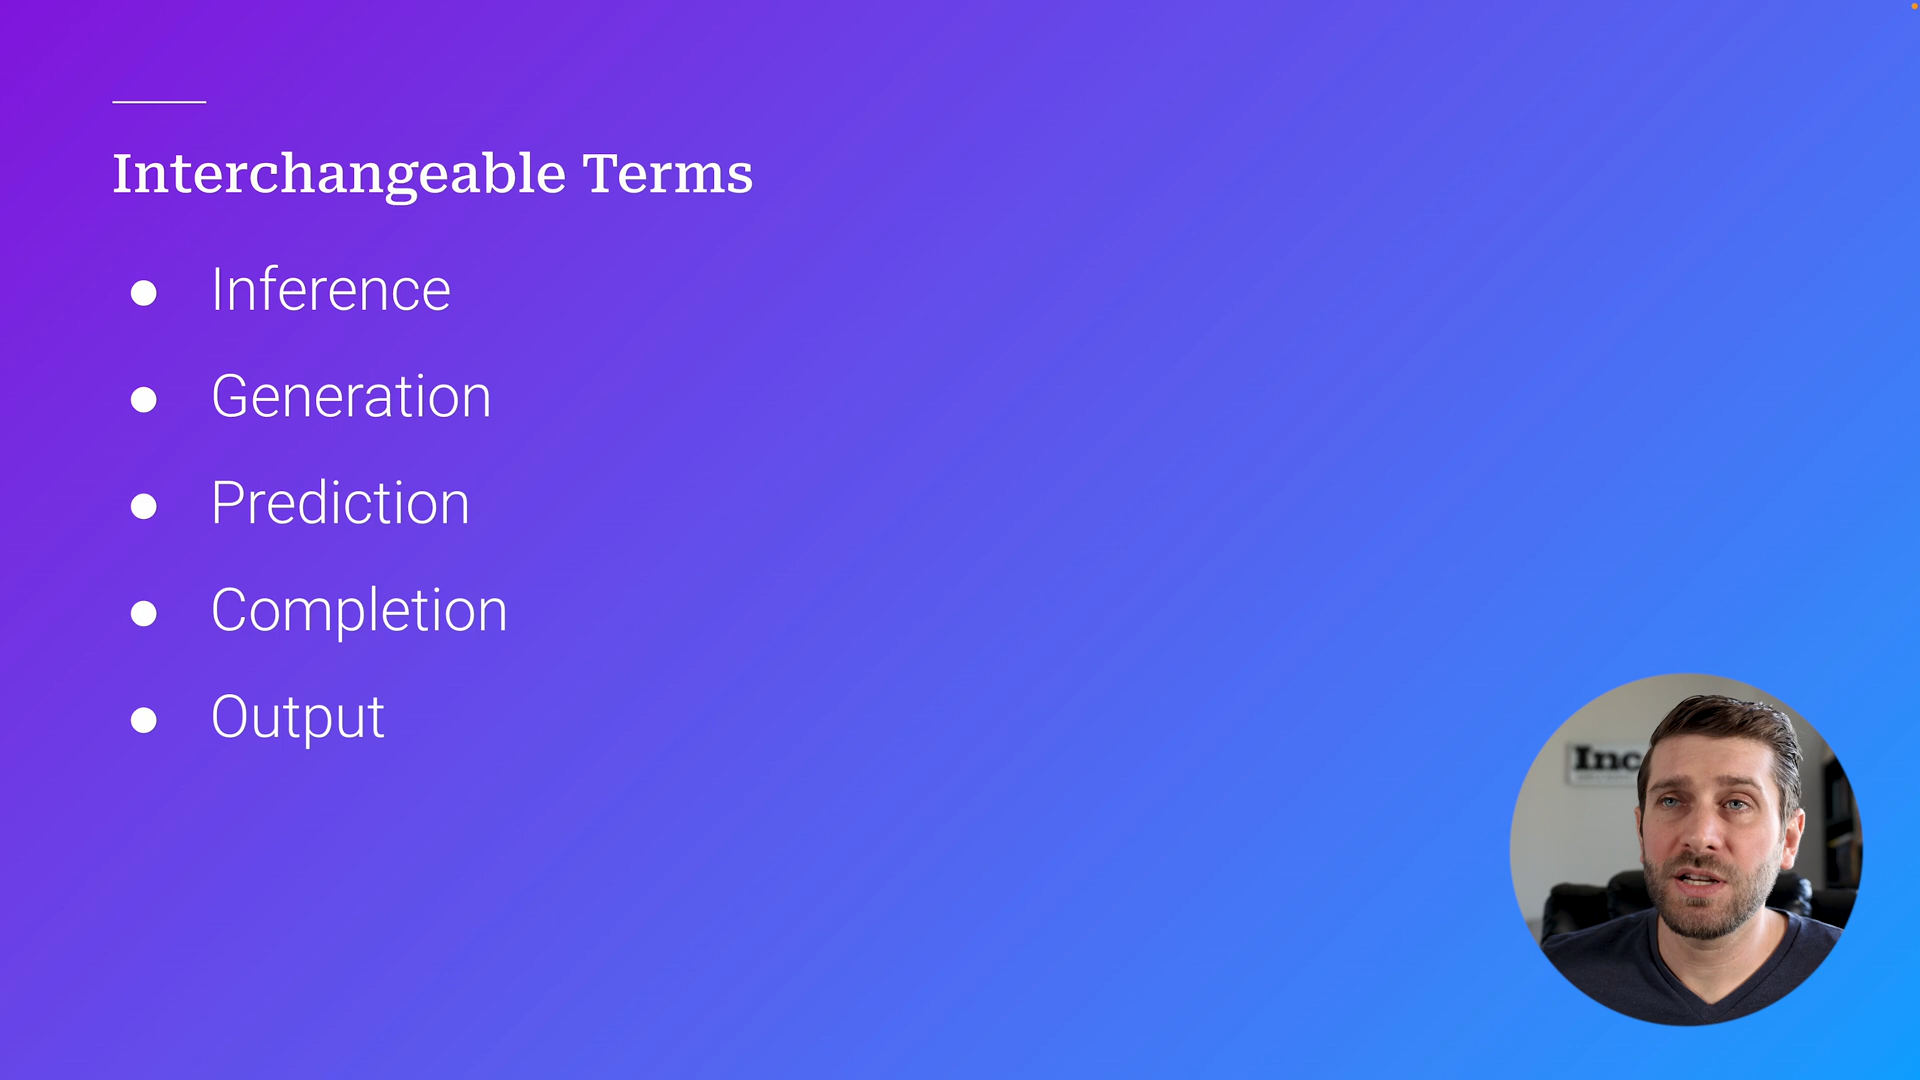 Interchangeable Terms
● Inference
● Generation
● Prediction
● Completion
● Output
Inc